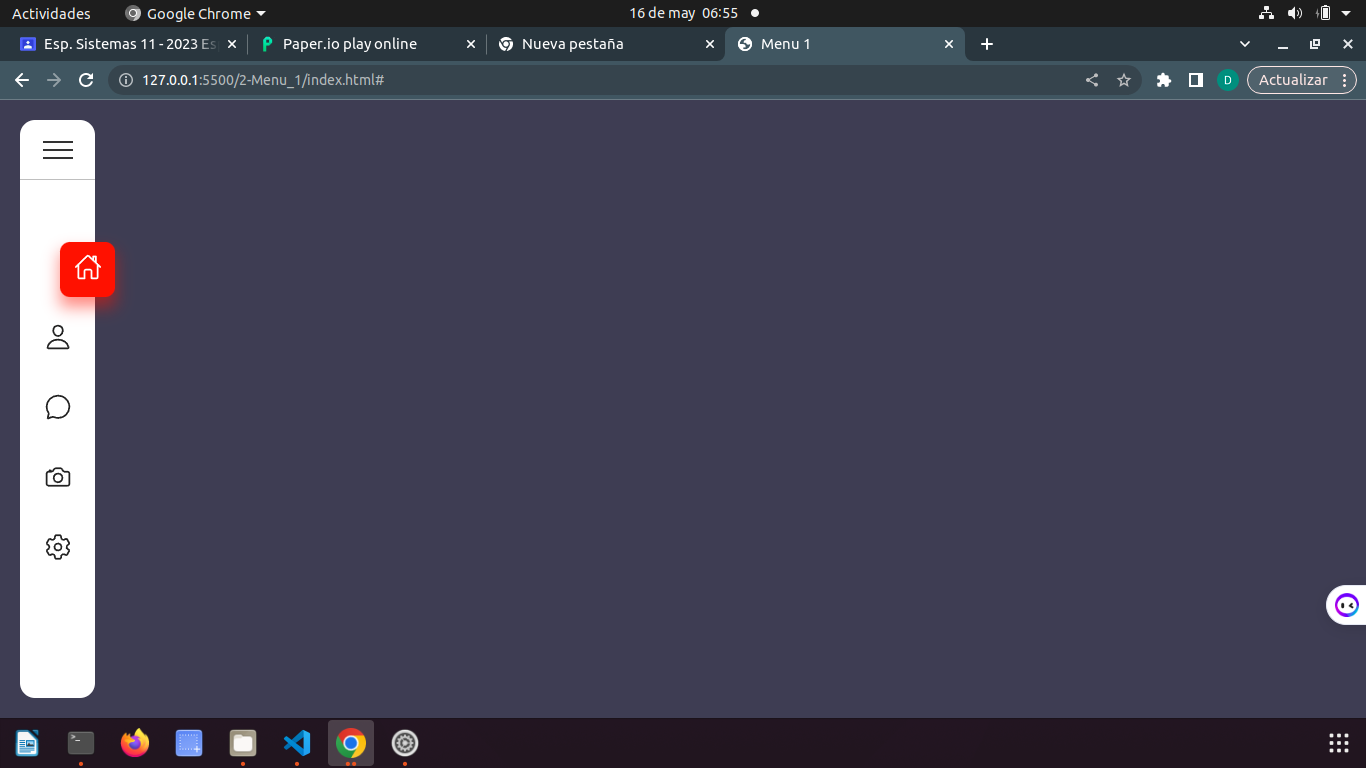 Actividades Google Chrome 16 de may 06:55
Esp. Sistemas 11 - 2023 Es Paper.io play online Nueva pestaña Menu 1
127.0.0.1:5500/2-Menu_1/index.html# D Actualizar